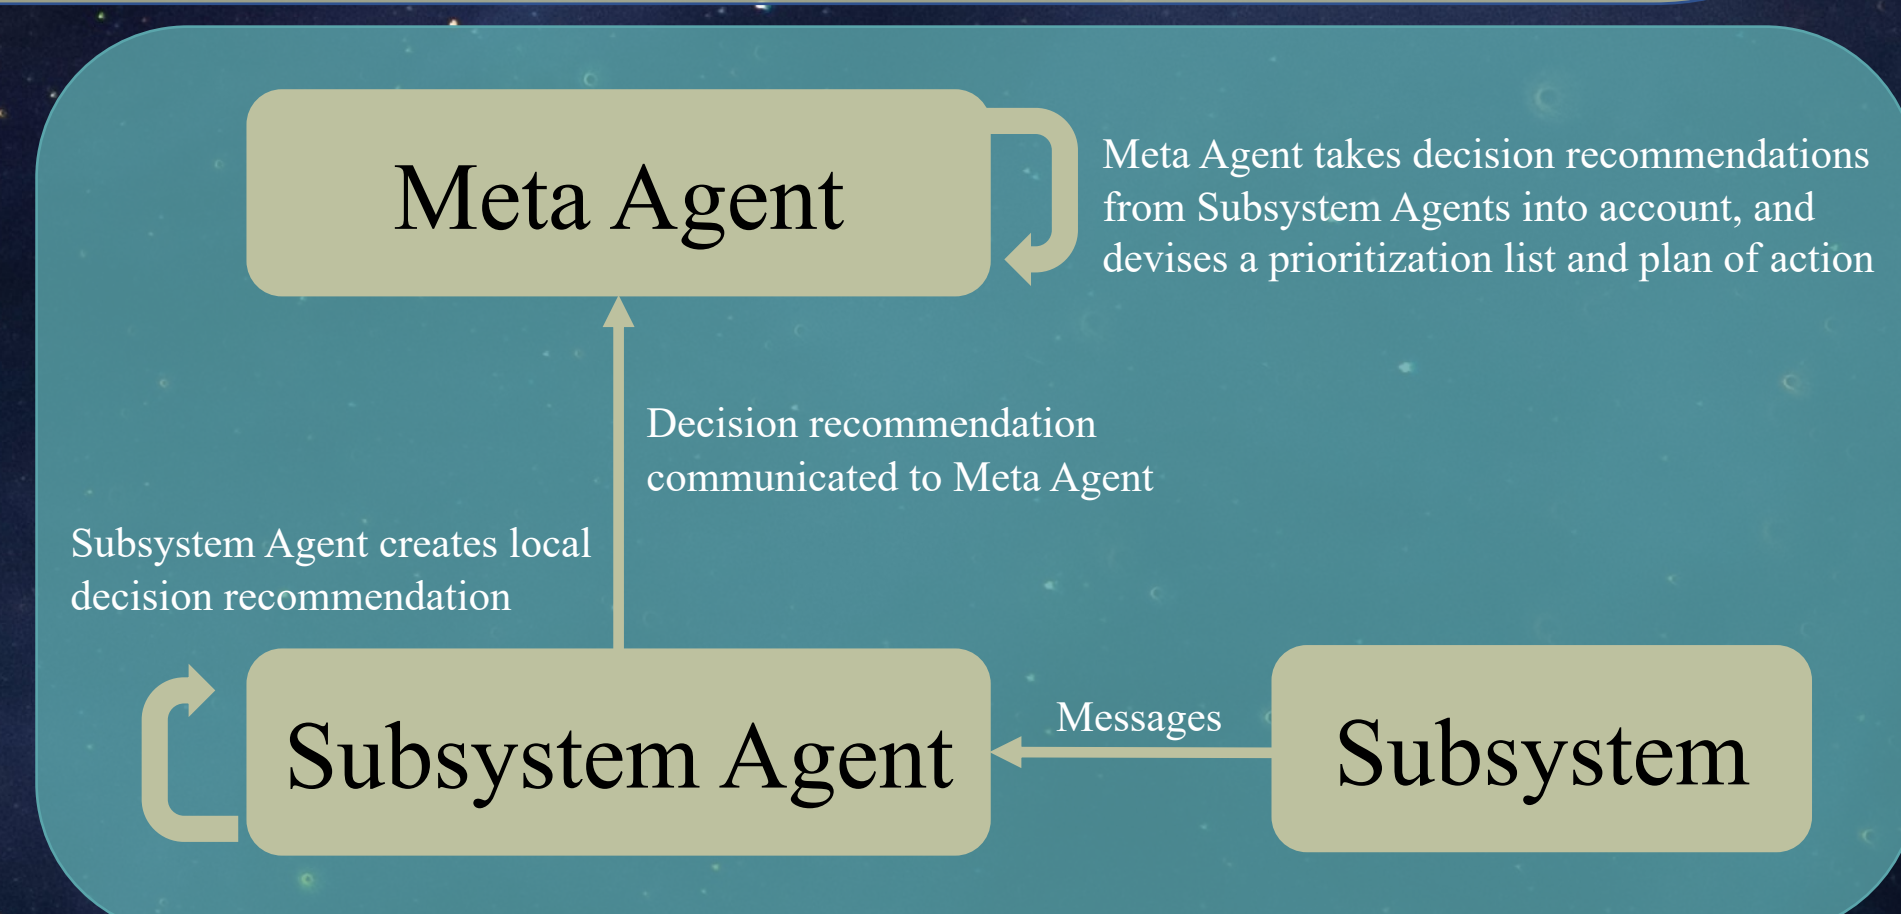 Meta Agent
Meta Agent takes decision recommendations
from Subsystem Agents into account, and
devises a prioritization list and plan of action
Decision recommendation
communicated to Meta Agent
Subsystem Agent creates local
decision recommendation
Subsystem Agent
Messages
Subsystem